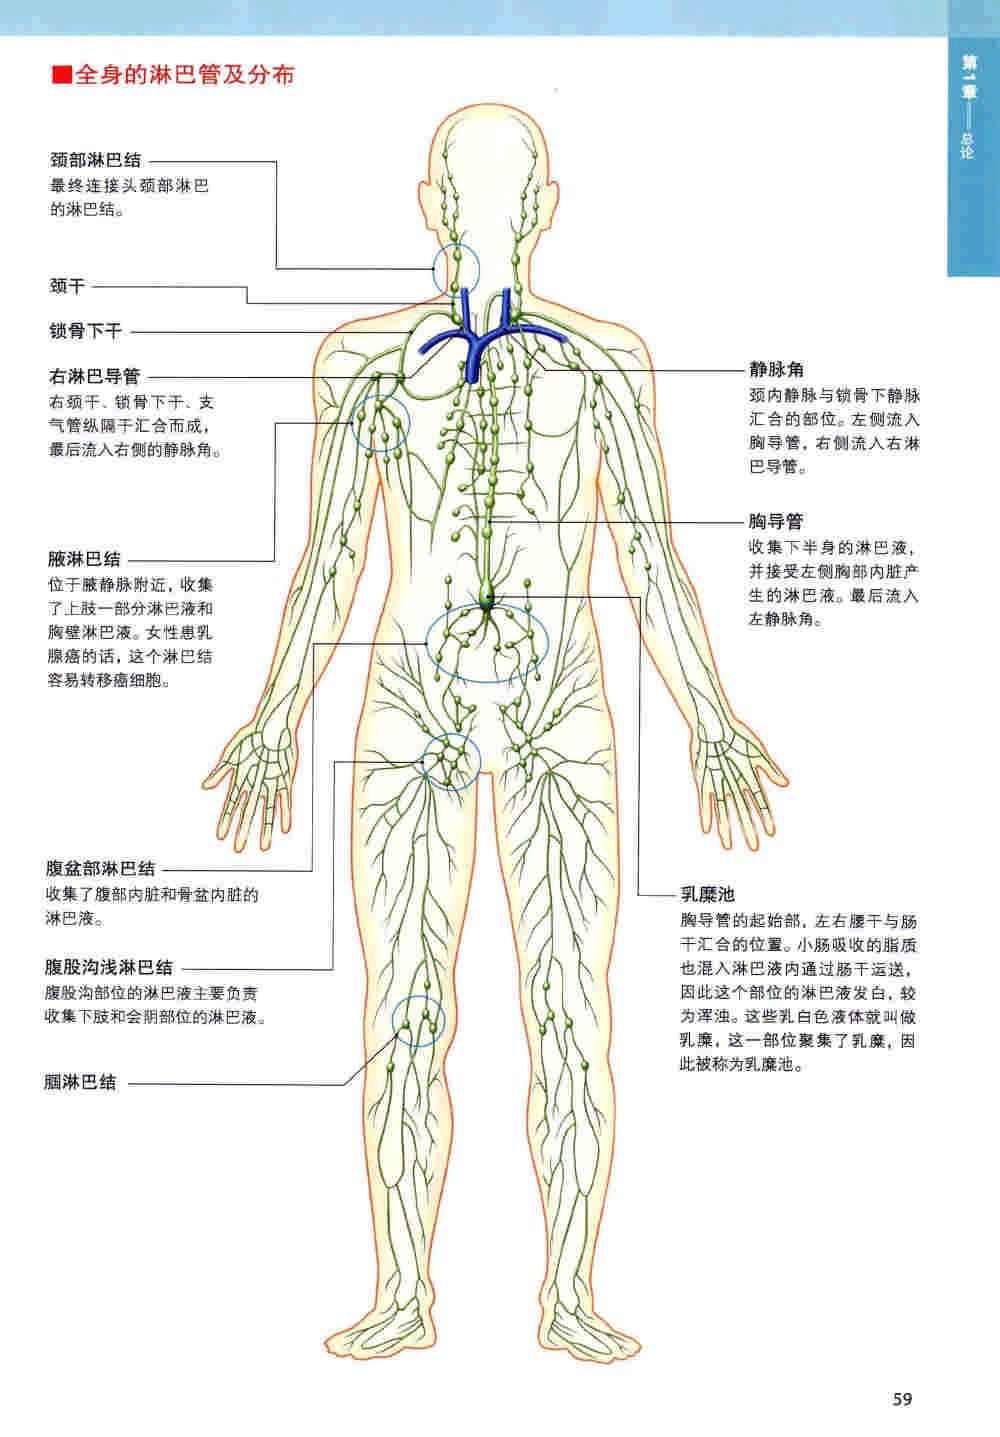 第1章——总论
■全身的淋巴管及分布
颈部淋巴结
最终连接头颈部淋巴
的淋巴结。
颈干
锁骨下干
右淋巴导管
右颈干、锁骨下干、支
气管纵隔干汇合而成，
最后流入右侧的静脉角。
腋淋巴结
位于腋静脉附近，收集
了上肢一部分淋巴液和
胸壁淋巴液。女性患乳
腺癌的话，这个淋巴结
容易转移癌细胞。
腹盆部淋巴结
收集了腹部内脏和骨盆内脏的
淋巴液。
腹股沟浅淋巴结
腹股沟部位的淋巴液主要负责
收集下肢和会阴部位的淋巴液。
腘淋巴结
静脉角
颈内静脉与锁骨下静脉
汇合的部位。左侧流入
胸导管，右侧流入右淋
巴导管。
胸导管
收集下半身的淋巴液，
并接受左侧胸部内脏产
生的淋巴液。最后流入
左静脉角。
乳糜池
胸导管的起始部，左右腰干与肠
干汇合的位置。小肠吸收的脂质
也混入淋巴液内通过肠干运送，
因此这个部位的淋巴液发白，较
为浑浊。这些乳白色液体就叫做
乳糜，这一部位聚集了乳糜，因
此被称为乳糜池。
59